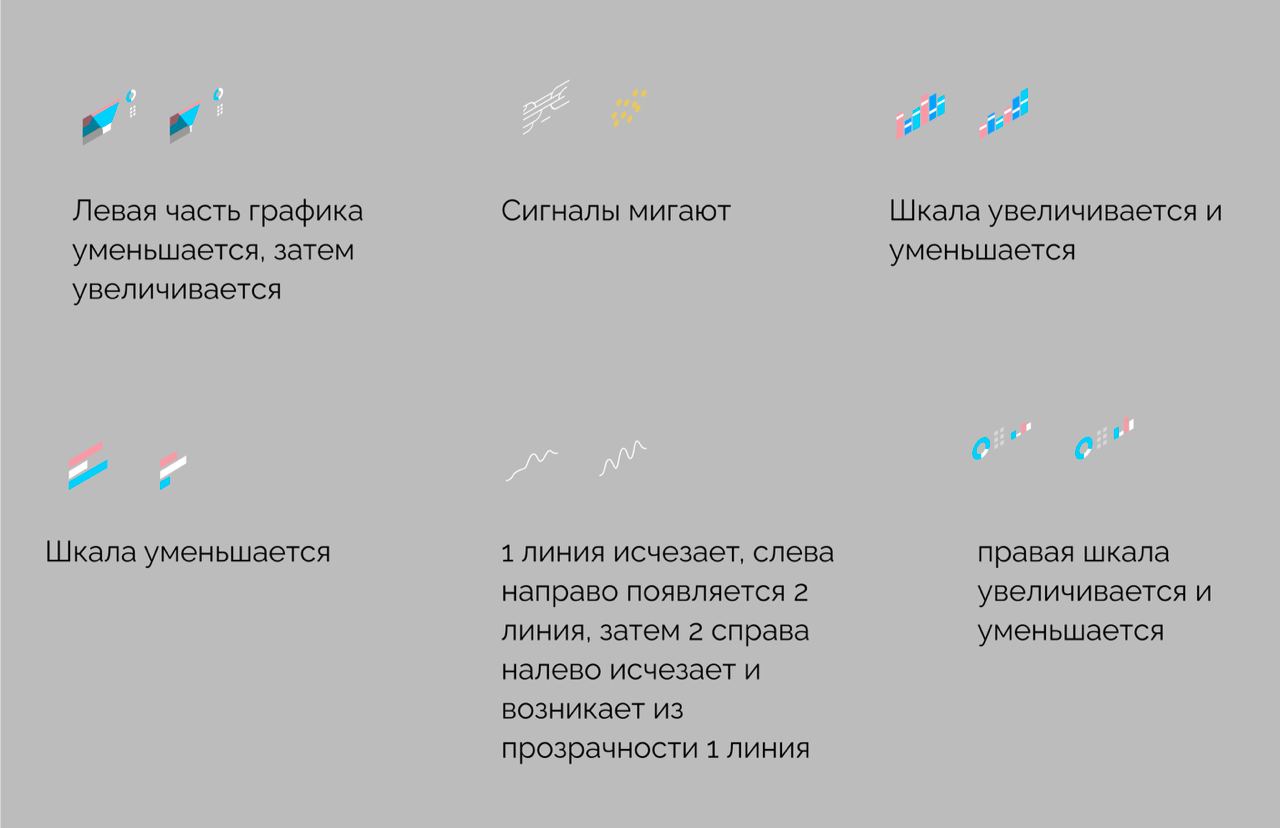 Левая часть графика
уменьшается, затем
увеличивается
Сигналы мигают
Шкала увеличивается и
уменьшается
Шкала уменьшается
1 линия исчезает, слева
направо появляется 2
линия, затем 2 справа
налево исчезает и
возникает из
прозрачности 1 линия
правая шкала
увеличивается и
уменьшается